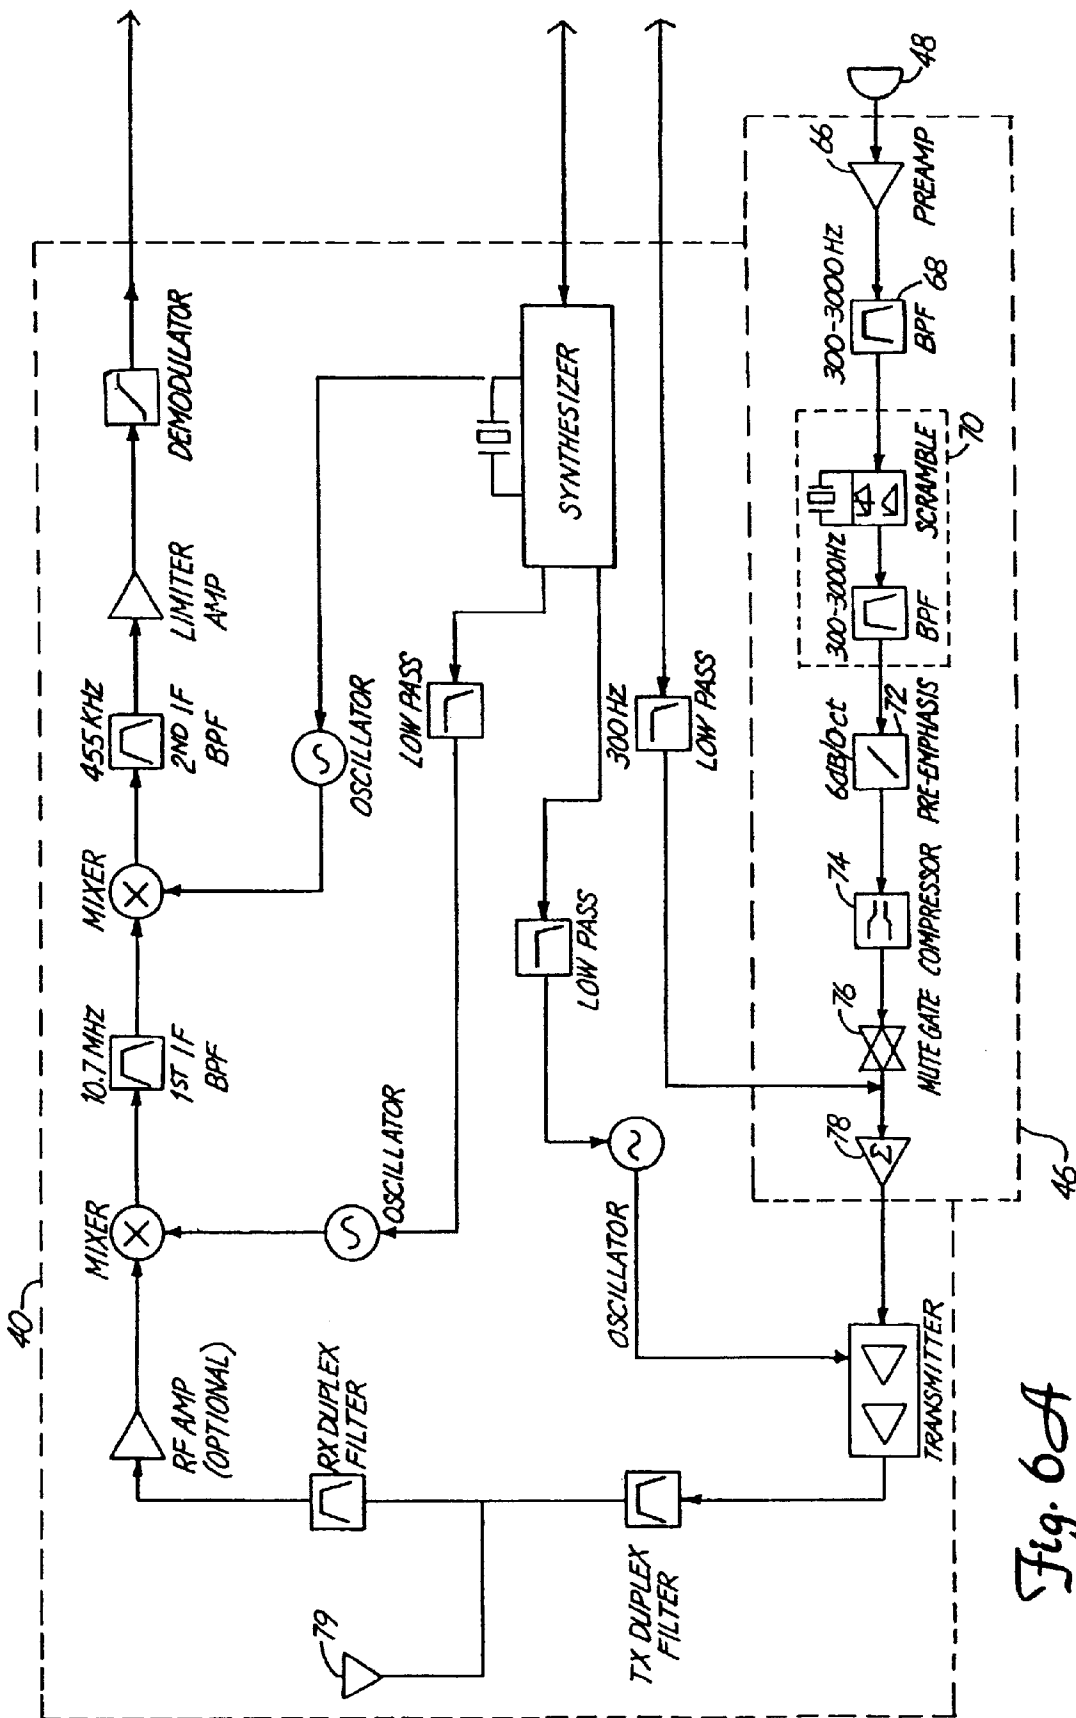 40
79
RX DUPLEX
FILTER
RF AMP
(OPTIONAL)
MIXER
10.7 MHZ
1ST IF
BPF
MIXER
455 KHZ
2ND IF
BPF
LIMITER
AMP
DEMODULATOR
OSCILLATOR
OSCILLATOR
LOW PASS
SYNTHESIZER
LOW PASS
OSCILLATOR
300 HZ
LOW PASS
TX DUPLEX
FILTER
TRANSMITTER
78
76
MUTE GATE
74
COMPRESSOR
6dB/Oct
72
PRE-EMPHASIS
300-3000HZ
BPF
SCRAMBLE
70
300-3000 HZ
68
BPF
66
PREAMP
48
46
Σ
Fig. 6A